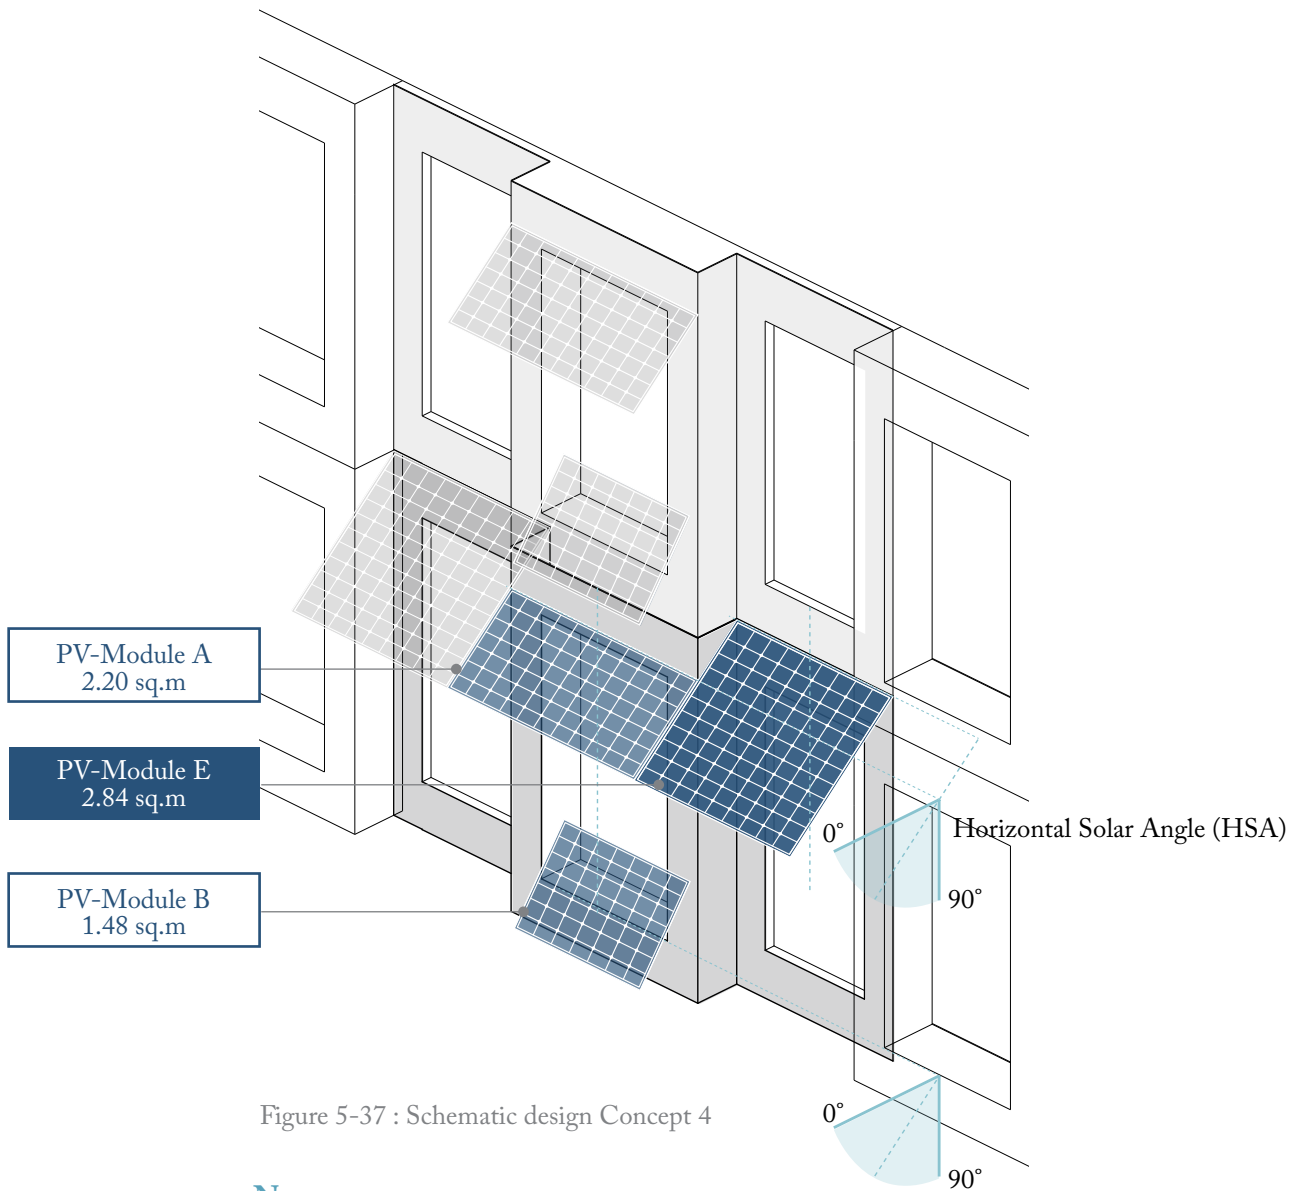 PV-Module A
2.20 sq.m
PV-Module E
2.84 sq.m
0°
Horizontal Solar Angle (HSA)
90°
PV-Module B
1.48 sq.m
Figure 5-37 : Schematic design Concept 4
0°
90°
N